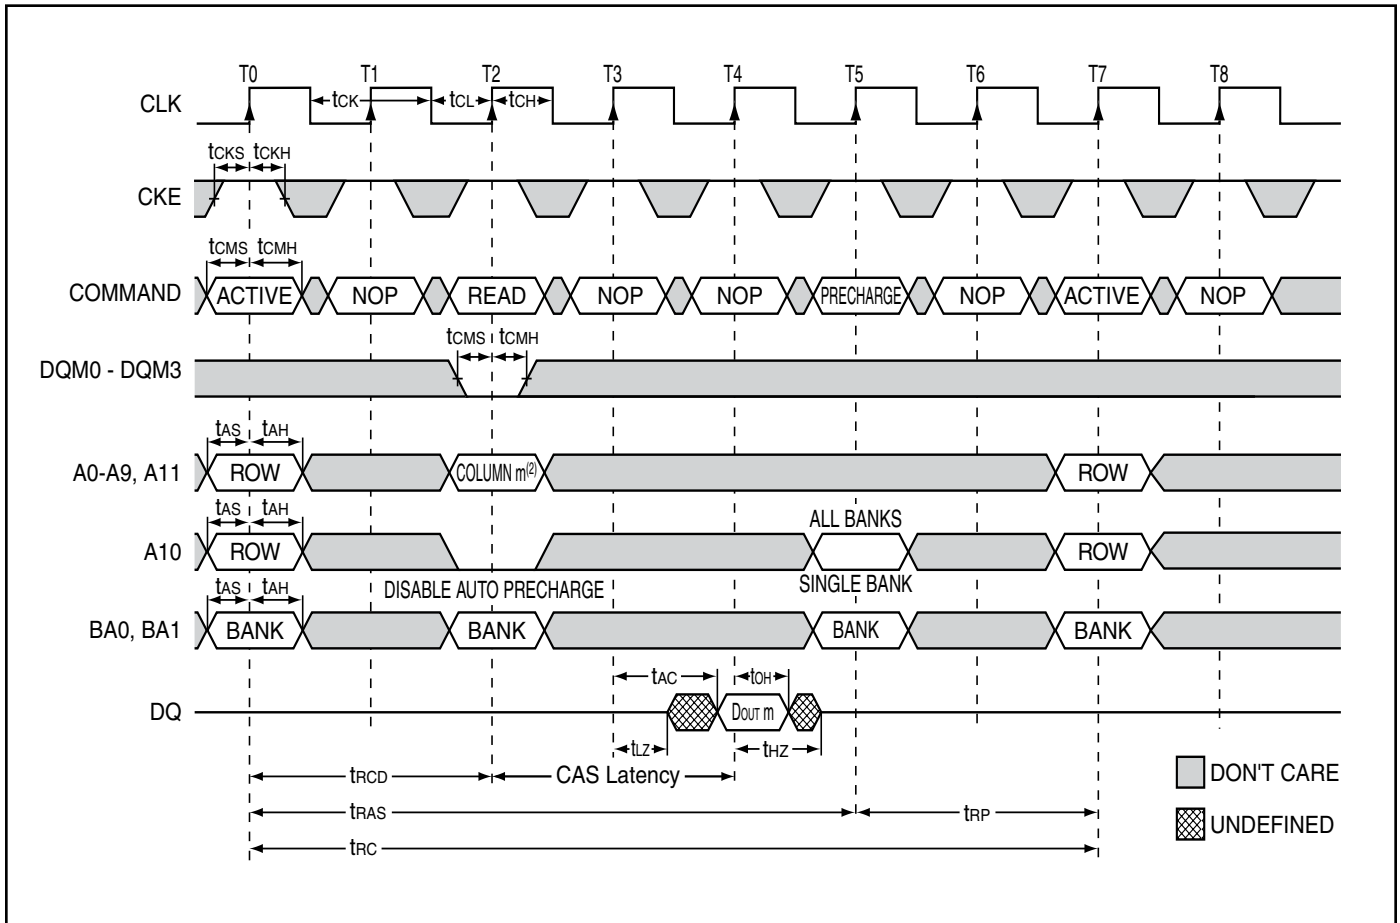 T0 T1 T2 T3 T4 T5 T6 T7 T8
CLK tCK tCL tCH
tCKS tCKH
CKE
tCMS tCMH
COMMAND ACTIVE NOP READ NOP NOP PRECHARGE NOP ACTIVE NOP
tCMS tCMH
DQM0 - DQM3
tAS tAH
A0-A9, A11 ROW COLUMN m(2) ROW
tAS tAH ALL BANKS
A10 ROW ROW
tAS tAH DISABLE AUTO PRECHARGE SINGLE BANK
BA0, BA1 BANK BANK BANK BANK
tAC tOH
DQ DOUT m
tLZ tHZ
tRCD CAS Latency DON'T CARE
tRAS tRP
UNDEFINED
tRC